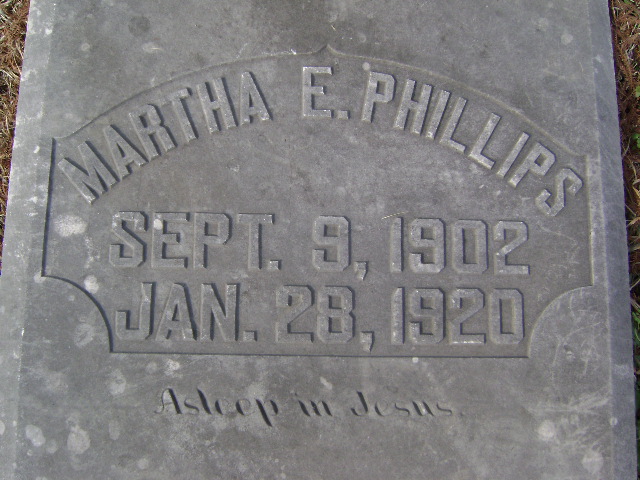 MARTHA E. PHILLIPS
SEPT. 9, 1902
JAN. 28, 1920
Asleep in Jesus.